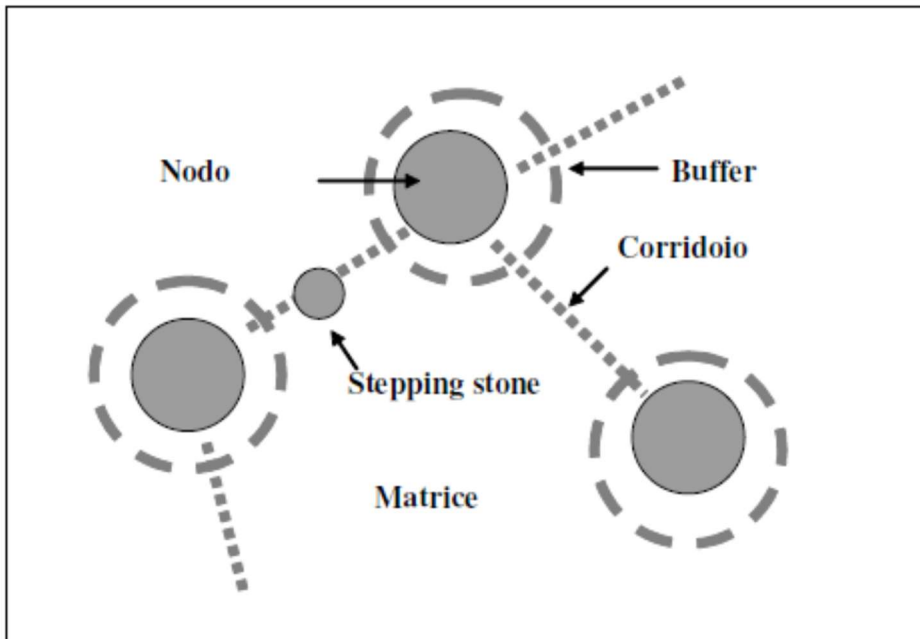 Nodo
Buffer
Corridoio
Stepping stone
Matrice